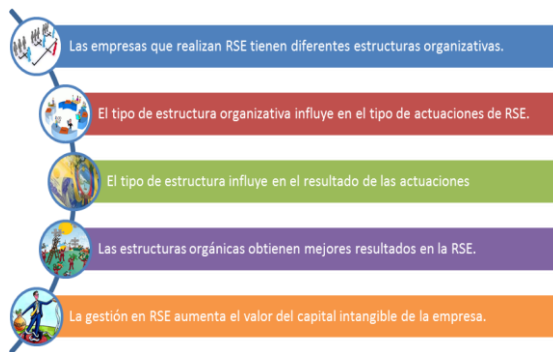 Las empresas que realizan RSE tienen diferentes estructuras organizativas.
El tipo de estructura organizativa influye en el tipo de actuaciones de RSE.
El tipo de estructura influye en el resultado de las actuaciones
Las estructuras orgánicas obtienen mejores resultados en la RSE.
La gestión en RSE aumenta el valor del capital intangible de la empresa.